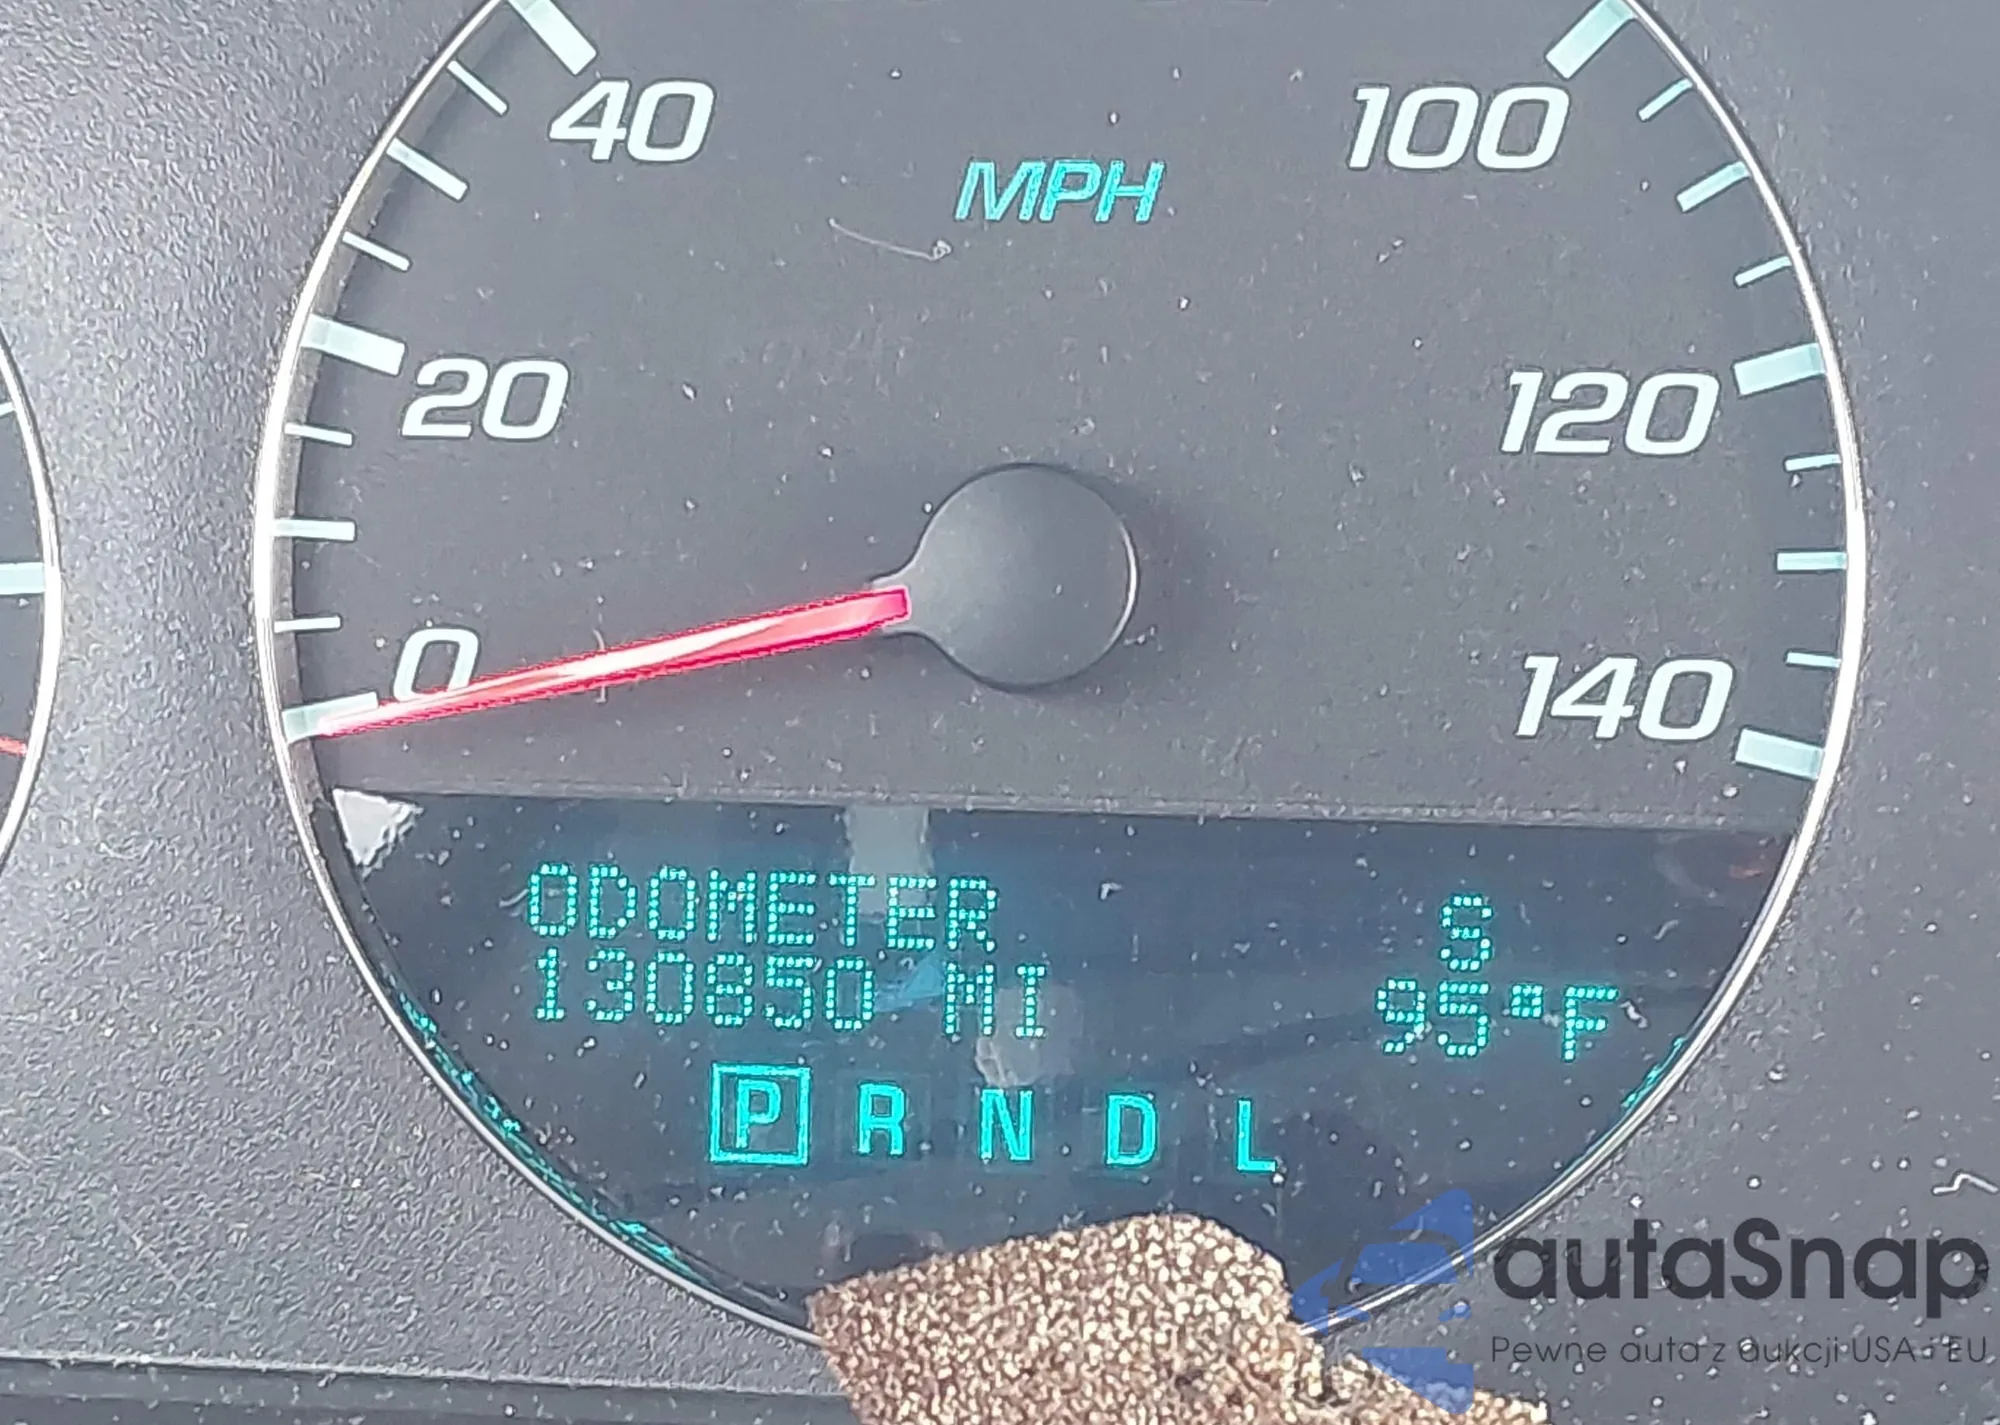 40
100
MPH
20
120
0
140
ODOMETER
S
130850 MI
95°F
P R N D L
autaSnap
Pewne auta z aukcji USA i EU